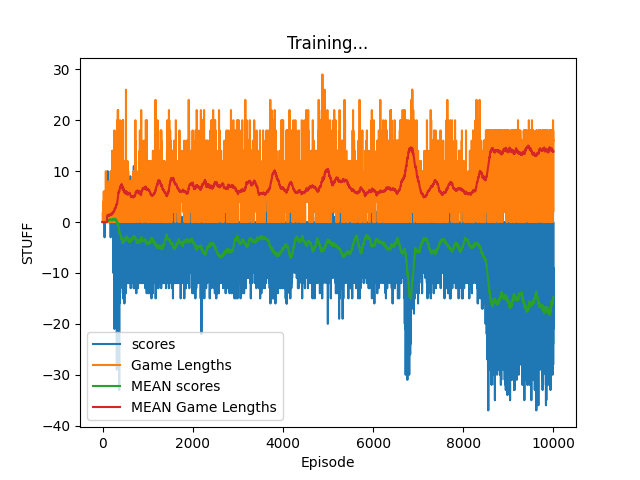 Training...
STUFF
30
20
10
0
−10
−20
−30
−40
scores
Game Lengths
MEAN scores
MEAN Game Lengths
0 2000 4000 6000 8000 10000
Episode